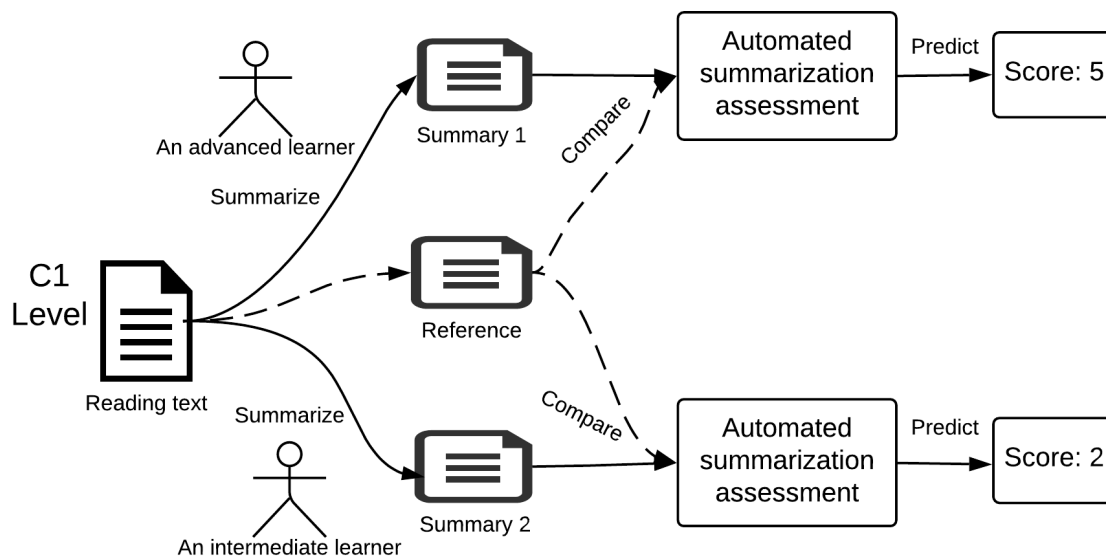 An advanced learner
Summarize
Summary 1
Compare
Automated
summarization
assessment
Predict
Score: 5
C1
Level
Reading text
Reference
Summarize
An intermediate learner
Summary 2
Compare
Automated
summarization
assessment
Predict
Score: 2